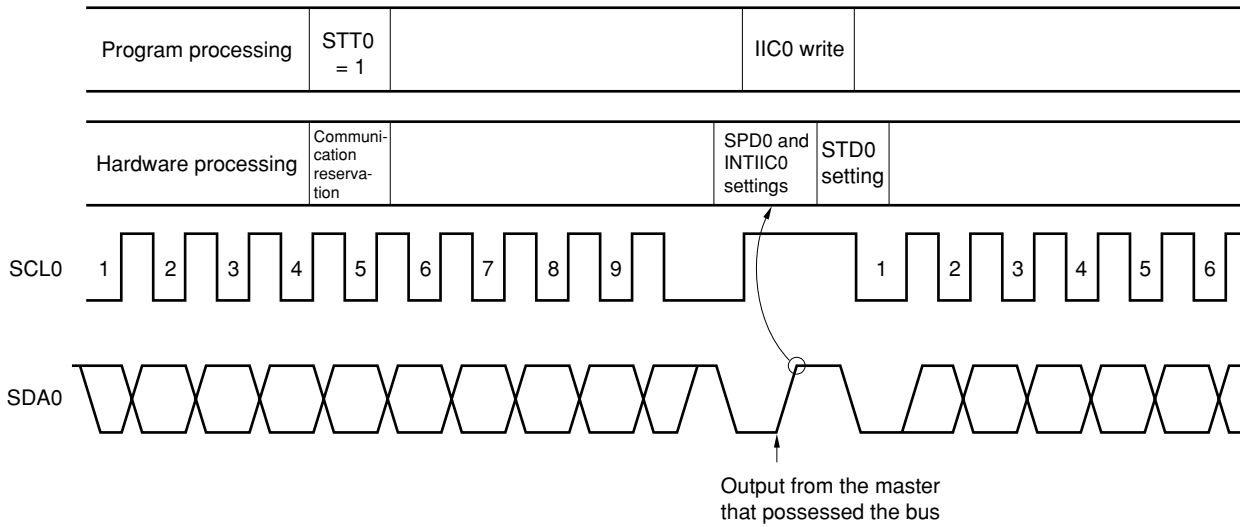 Program processing
STT0
= 1
IIC0 write
Hardware processing
Communi-
cation
reserva-
tion
SPD0 and
INTIIC0
settings
STD0
setting
SCL0
1 2 3 4 5 6 7 8 9 1 2 3 4 5 6
SDA0
Output from the master
that possessed the bus